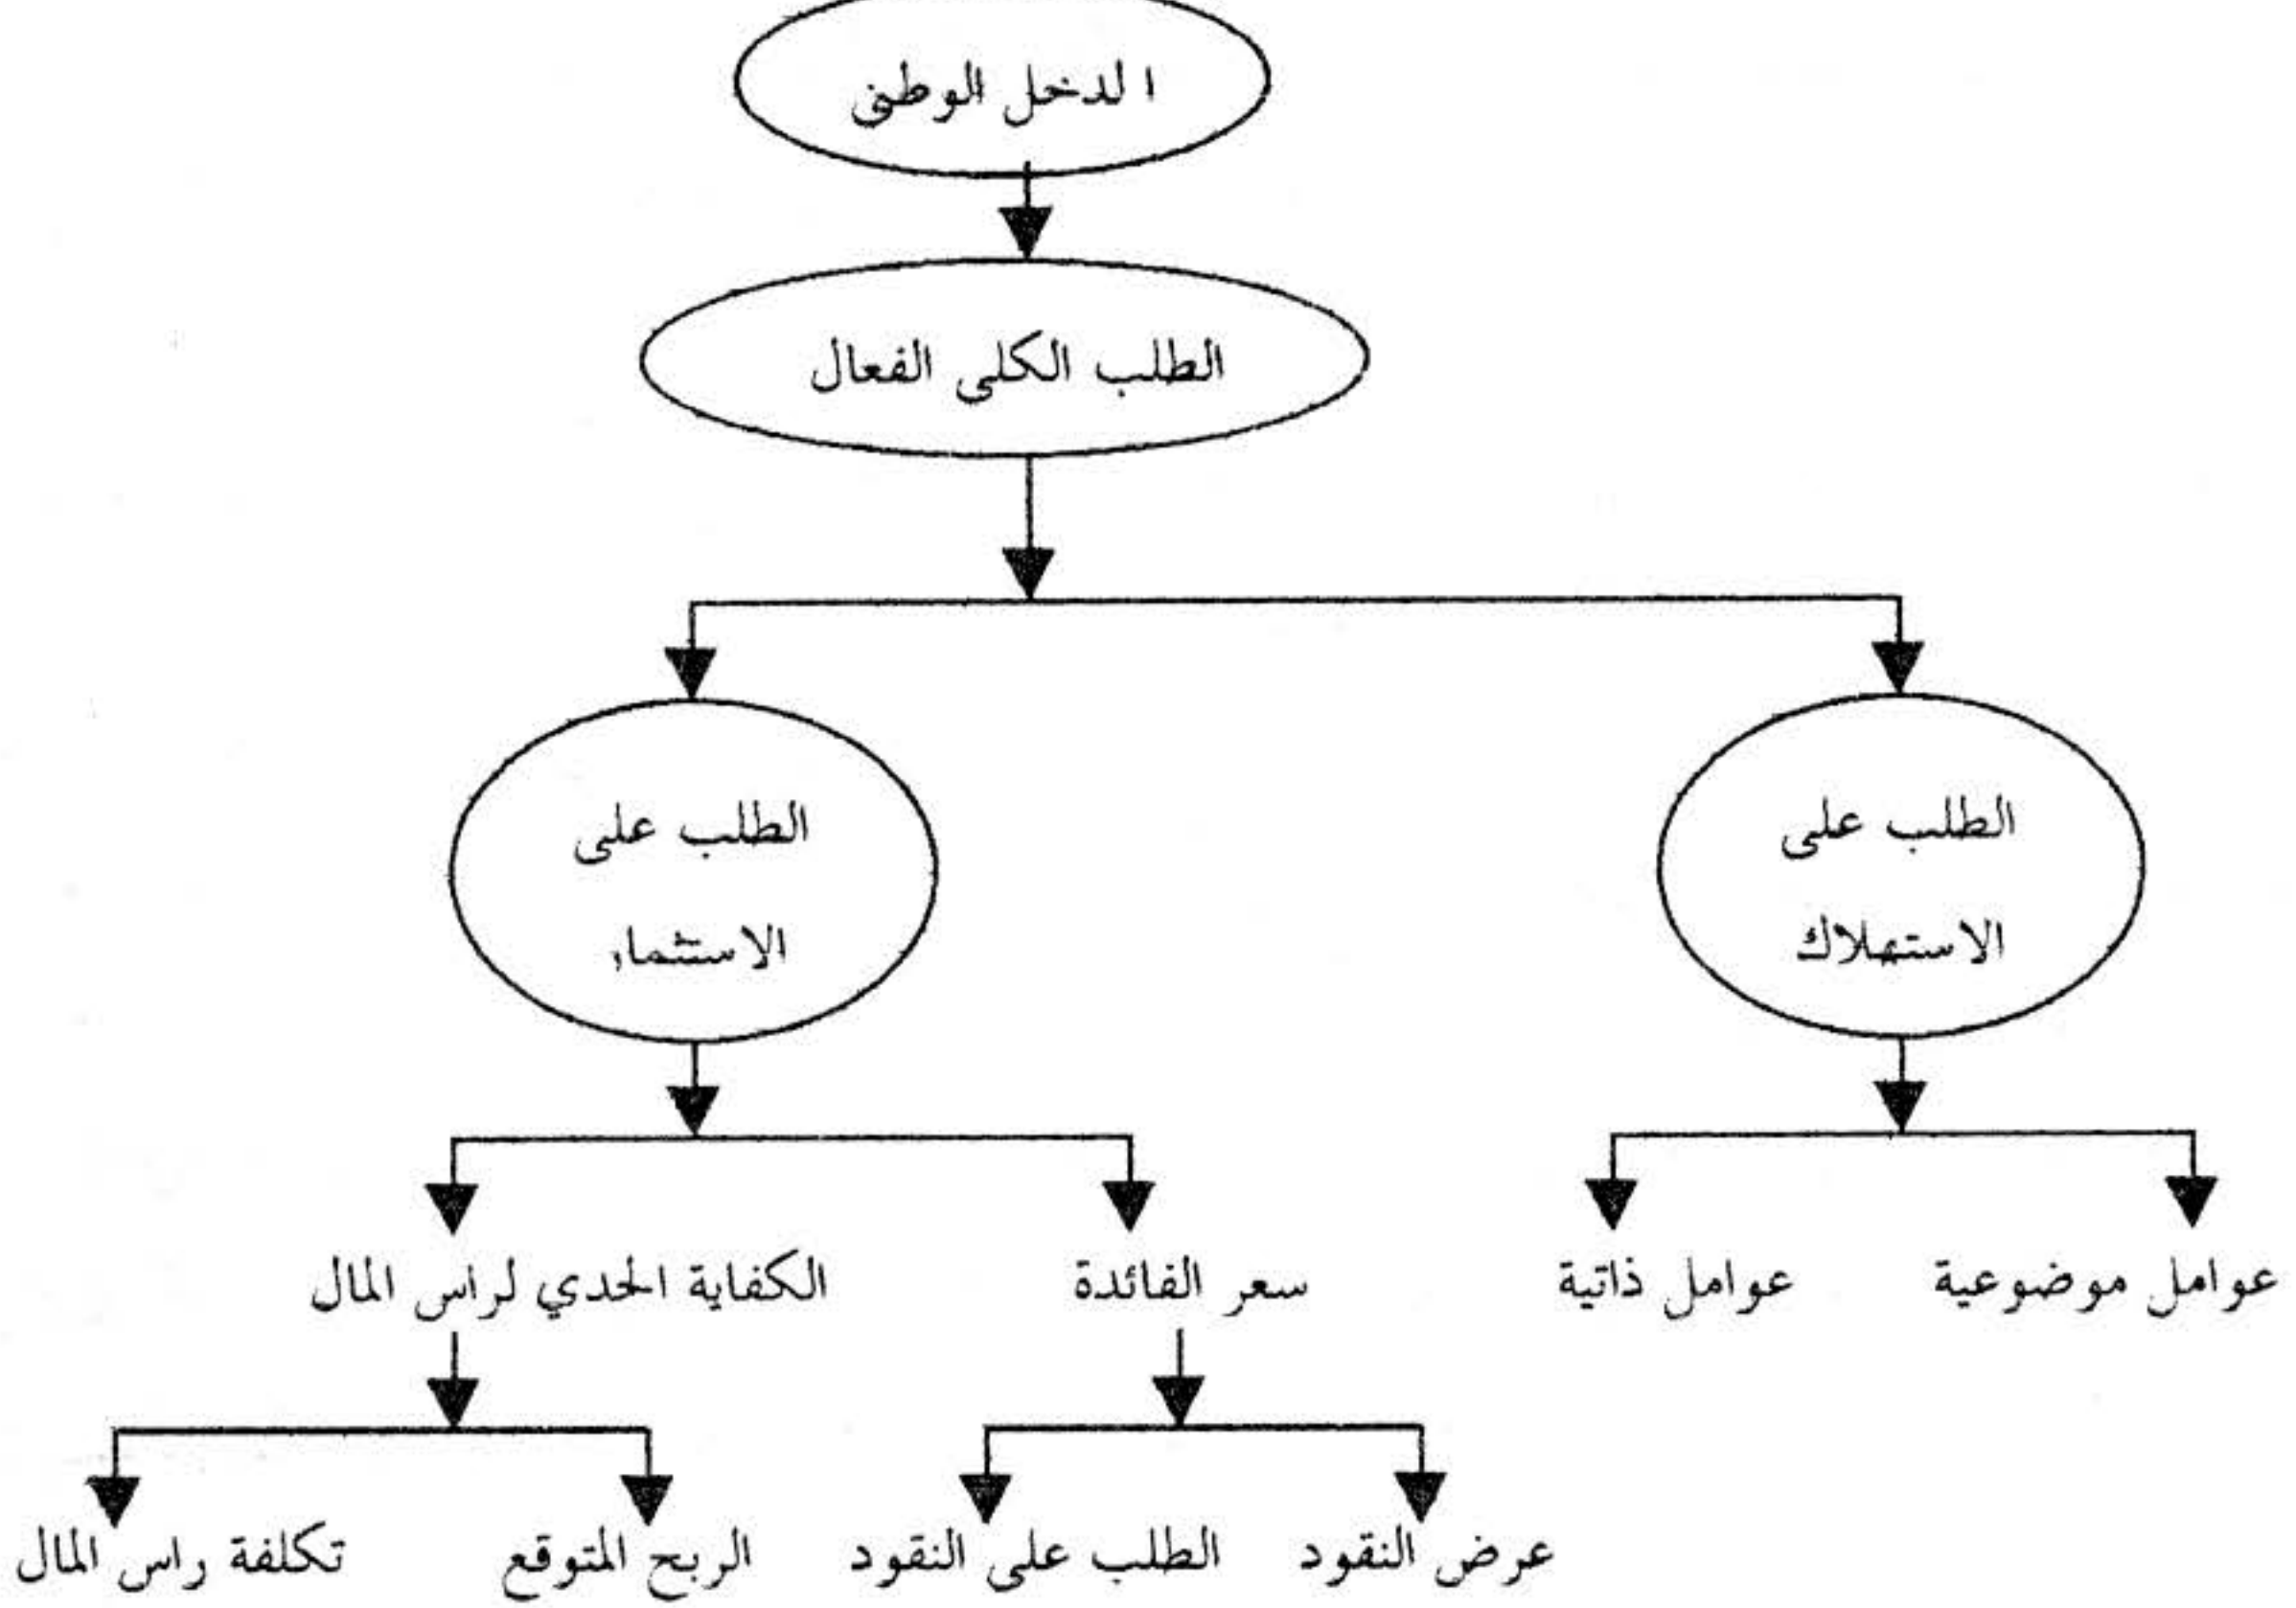 الدخل الوطنى
الطلب الكلى الفعال
الطلب على
الاستهلاك
الطلب على
الاستثمار
عوامل موضوعية
عوامل ذاتية
سعر الفائدة
الكفاية الحدي لراس المال
عرض النقود
الطلب على النقود
الربح المتوقع
تكلفة راس المال